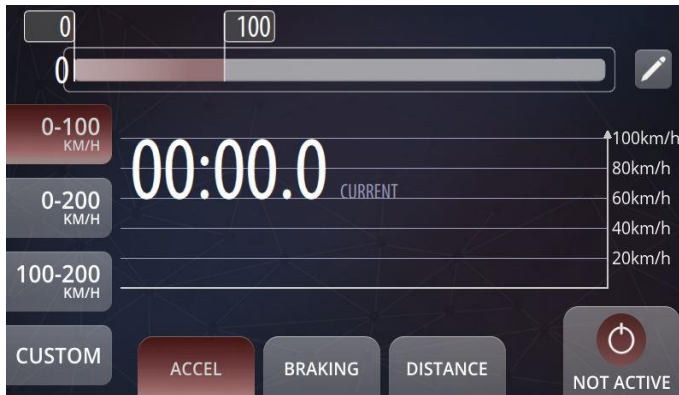 0
100
0
0-100
KM/H
100km/h
00:00.0
CURRENT
80km/h
0-200
KM/H
60km/h
40km/h
20km/h
100-200
KM/H
CUSTOM
ACCEL
BRAKING
DISTANCE
NOT ACTIVE